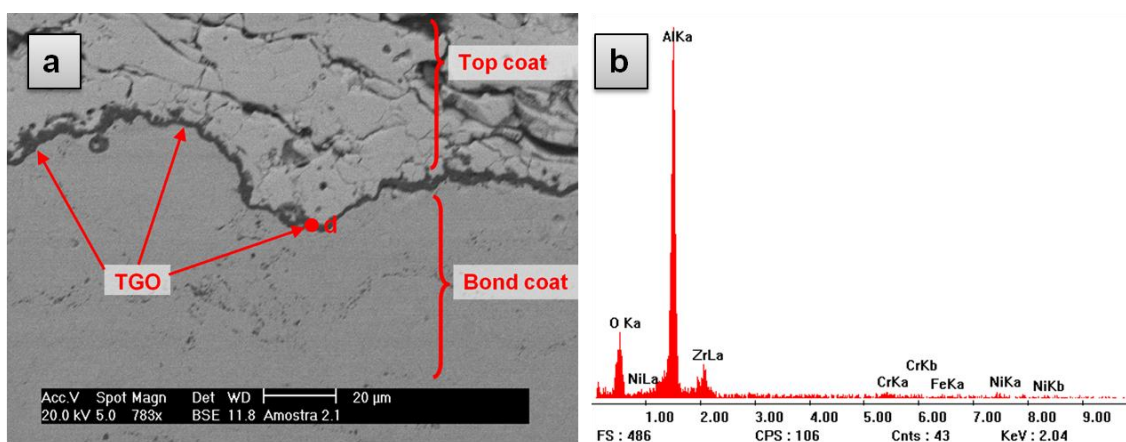 a
Top coat
d
TGO
Bond coat
Acc.V Spot Magn Det WD 20 µm
20.0 kV 5.0 783x BSE 11.8 Amostra 2.1
b
AlKa
O Ka
NiLa
ZrLa
CrKb
CrKa
FeKa
NiKa
NiKb
1.00 2.00 3.00 4.00 5.00 6.00 7.00 8.00 9.00
FS : 486 CPS : 106 Cnts : 43 KeV : 2.04